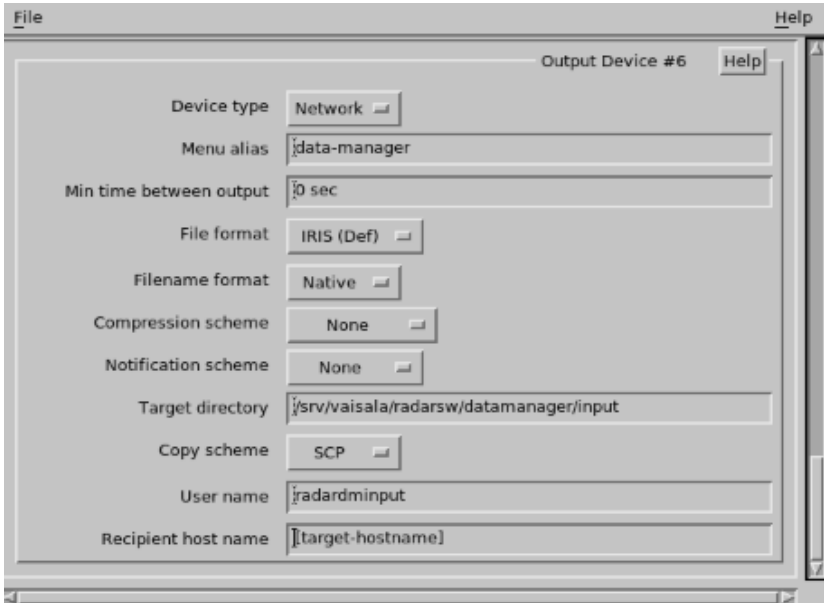 File Help
Output Device #6 Help
Device type Network
Menu alias data-manager
Min time between output 0 sec
File format IRIS (Def)
Filename format Native
Compression scheme None
Notification scheme None
Target directory /srv/vaisala/radarsw/datamanager/input
Copy scheme SCP
User name radardminput
Recipient host name [target-hostname]